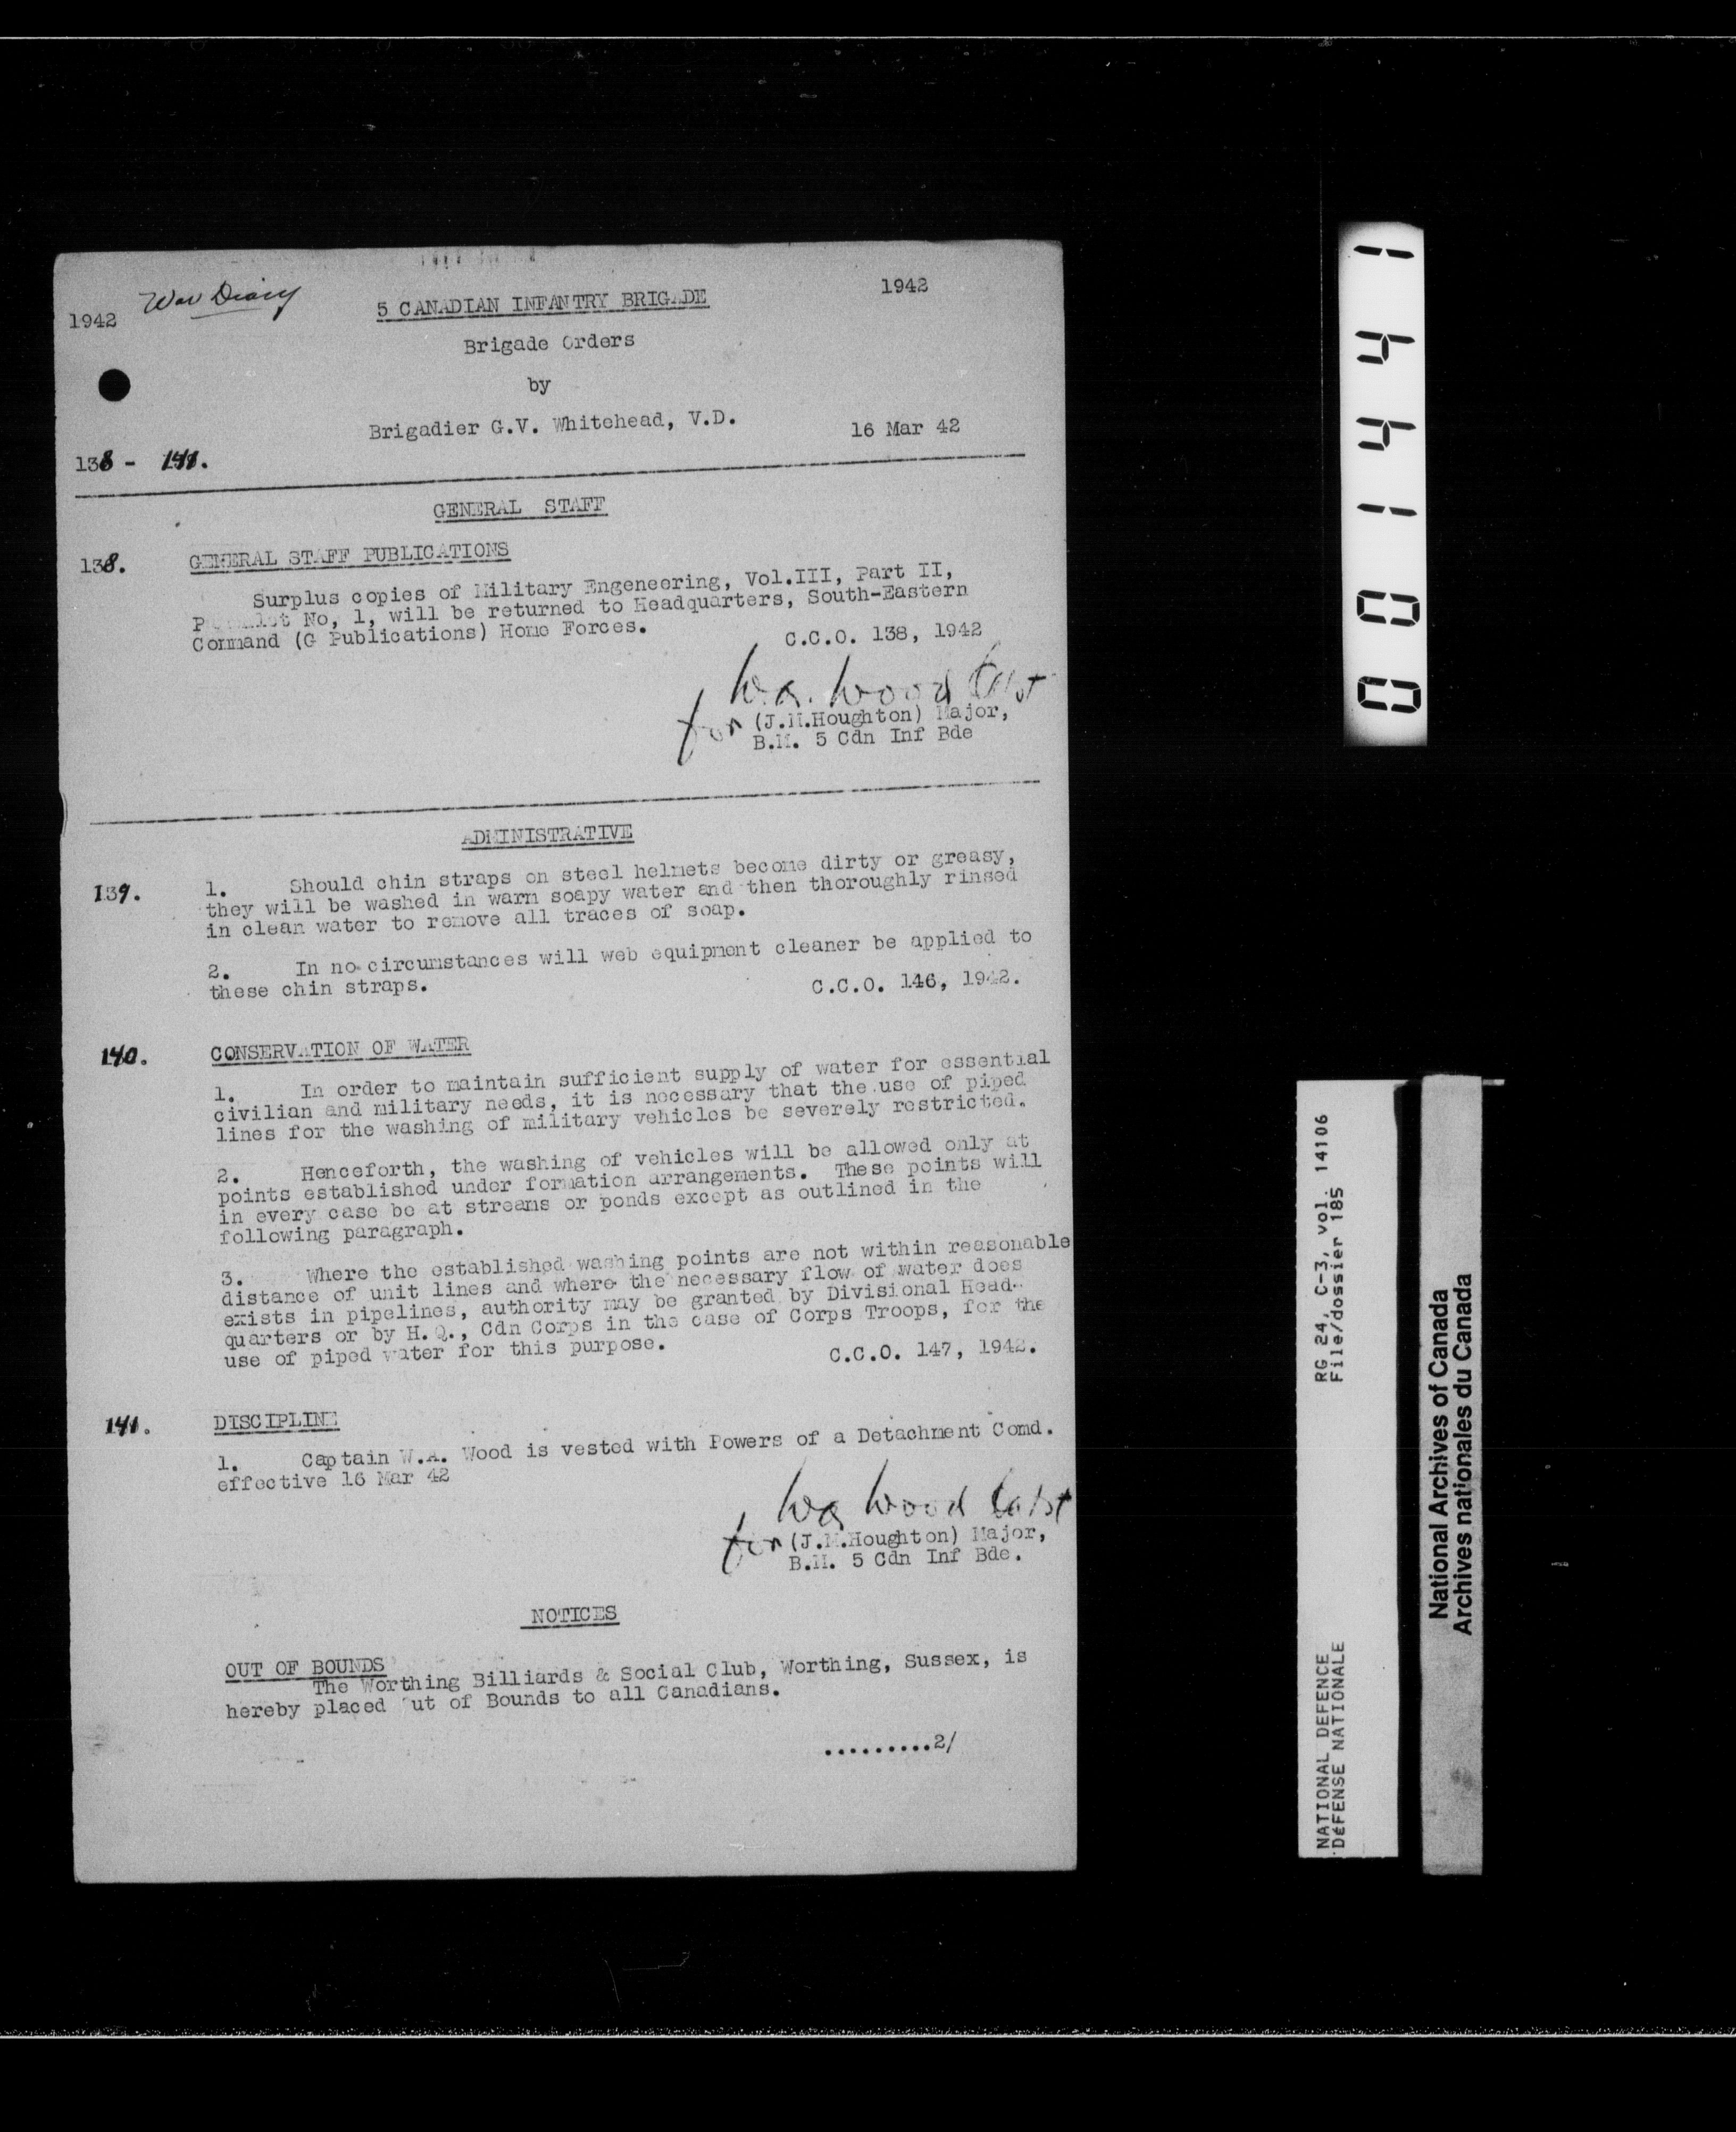 1942
War Diary
5 CANADIAN INFANTRY BRIGADE
1942
Brigade Orders
by
Brigadier G.V. Whitehead, V.D.
16 Mar 42
138 - 141.
GENERAL STAFF
138. GENERAL STAFF PUBLICATIONS
Surplus copies of Military Engeneering, Vol.III, Part II,
No, 1, will be returned to Headquarters, South-Eastern
Command (G Publications) Home Forces.
C.C.O. 138, 1942
W.A. Wood Capt
for (J.M.Houghton) Major,
B.M. 5 Cdn Inf Bde
ADMINISTRATIVE
139. 1. Should chin straps on steel helmets become dirty or greasy,
they will be washed in warm soapy water and then thoroughly rinsed
in clean water to remove all traces of soap.
2. In no circumstances will web equipment cleaner be applied to
these chin straps.
C.C.O. 146, 1942.
140. CONSERVATION OF WATER
1. In order to maintain sufficient supply of water for essential
civilian and military needs, it is necessary that the use of piped
lines for the washing of military vehicles be severely restricted.
2. Henceforth, the washing of vehicles will be allowed only at
points established under formation arrangements. These points will
in every case be at streams or ponds except as outlined in the
following paragraph.
3. Where the established washing points are not within reasonable
distance of unit lines and where the necessary flow of water does
exists in pipelines, authority may be granted by Divisional Head-
quarters or by H.Q., Cdn Corps in the case of Corps Troops, for the
use of piped water for this purpose.
C.C.O. 147, 1942.
141. DISCIPLINE
1. Captain W.A. Wood is vested with Powers of a Detachment Comd.
effective 16 Mar 42
WA Wood Capt
for (J.M.Houghton) Major,
B.M. 5 Cdn Inf Bde.
NOTICES
OUT OF BOUNDS
The Worthing Billiards & Social Club, Worthing, Sussex, is
hereby placed ut of Bounds to all Canadians.
.........2/
001441
RG 24, C-3, vol. 14106
File/dossier 185
NATIONAL DEFENCE
DÉFENSE NATIONALE
National Archives of Canada
Archives nationales du Canada